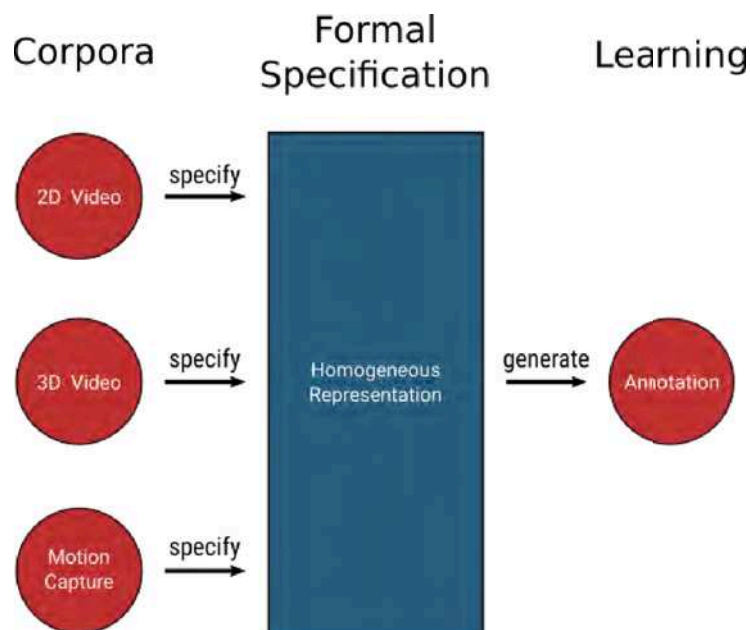 Corpora
Formal
Specification
Learning
2D Video
specify
3D Video
specify
Homogeneous
Representation
generate
Annotation
Motion
Capture
specify